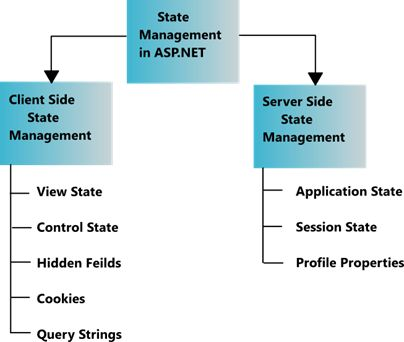 State
Management
in ASP.NET
Client Side
State
Management
Server Side
State
Management
View State
Control State
Hidden Feilds
Cookies
Query Strings
Application State
Session State
Profile Properties